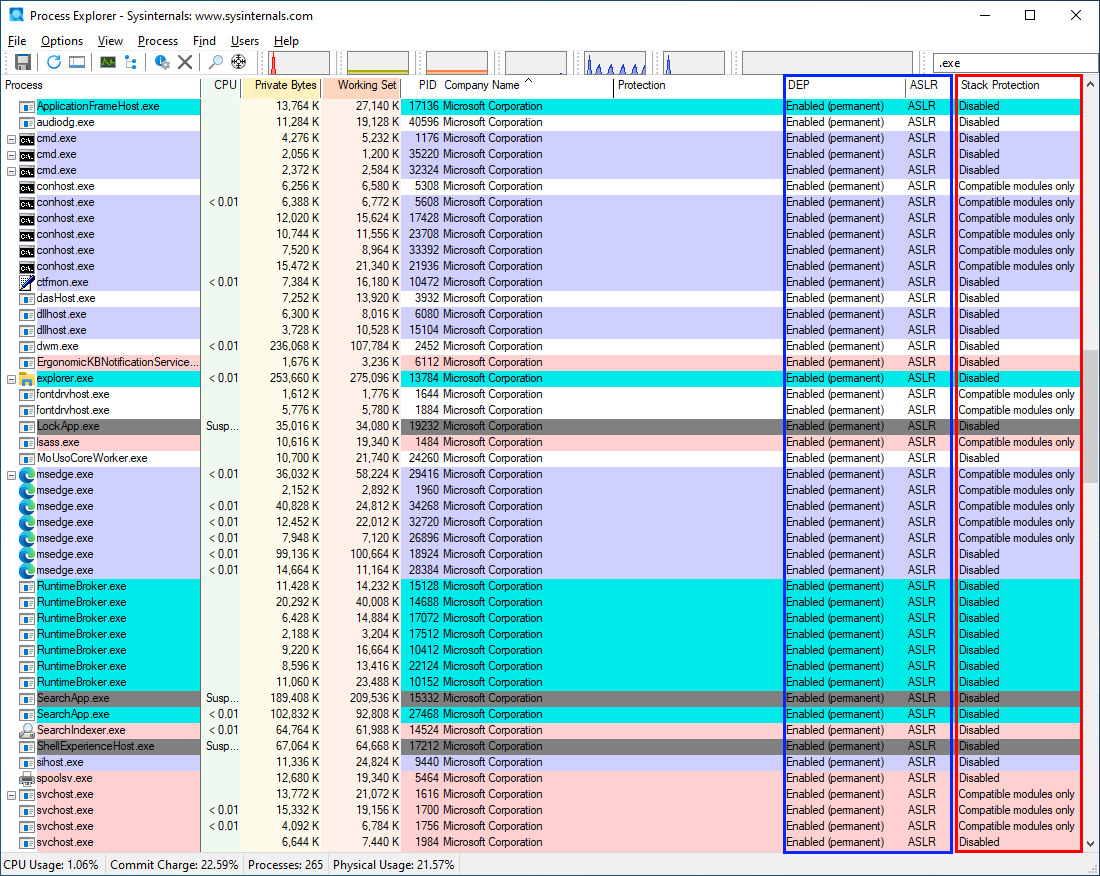 Process Explorer - Sysinternals: www.sysinternals.com
File Options View Process Find Users Help
.exe
Process CPU Private Bytes Working Set PID Company Name Protection DEP ASLR Stack Protection
ApplicationFrameHost.exe 13,764 K 27,140 K 17136 Microsoft Corporation Enabled (permanent) ASLR Disabled
audiodg.exe 11,284 K 19,128 K 40596 Microsoft Corporation Enabled (permanent) ASLR Disabled
cmd.exe 4,276 K 5,232 K 1176 Microsoft Corporation Enabled (permanent) ASLR Disabled
cmd.exe 2,056 K 1,200 K 35220 Microsoft Corporation Enabled (permanent) ASLR Disabled
cmd.exe 2,372 K 2,584 K 32324 Microsoft Corporation Enabled (permanent) ASLR Disabled
conhost.exe 6,256 K 6,580 K 5308 Microsoft Corporation Enabled (permanent) ASLR Compatible modules only
conhost.exe < 0.01 6,388 K 6,772 K 5608 Microsoft Corporation Enabled (permanent) ASLR Compatible modules only
conhost.exe 12,020 K 15,624 K 17428 Microsoft Corporation Enabled (permanent) ASLR Compatible modules only
conhost.exe 10,744 K 11,556 K 23708 Microsoft Corporation Enabled (permanent) ASLR Compatible modules only
conhost.exe 7,520 K 8,964 K 33392 Microsoft Corporation Enabled (permanent) ASLR Compatible modules only
conhost.exe 15,472 K 21,340 K 21936 Microsoft Corporation Enabled (permanent) ASLR Compatible modules only
ctfmon.exe < 0.01 7,384 K 16,180 K 10472 Microsoft Corporation Enabled (permanent) ASLR Disabled
dasHost.exe 7,252 K 13,920 K 3932 Microsoft Corporation Enabled (permanent) ASLR Disabled
dllhost.exe 6,300 K 8,016 K 6080 Microsoft Corporation Enabled (permanent) ASLR Disabled
dllhost.exe 3,728 K 10,528 K 15104 Microsoft Corporation Enabled (permanent) ASLR Disabled
dwm.exe < 0.01 236,068 K 107,784 K 2452 Microsoft Corporation Enabled (permanent) ASLR Disabled
ErgonomicKBNotificationService... 1,676 K 3,236 K 6112 Microsoft Corporation Enabled (permanent) ASLR Disabled
explorer.exe < 0.01 253,660 K 275,096 K 13784 Microsoft Corporation Enabled (permanent) ASLR Disabled
fontdrvhost.exe 1,612 K 1,776 K 1644 Microsoft Corporation Enabled (permanent) ASLR Compatible modules only
fontdrvhost.exe 5,776 K 5,780 K 1884 Microsoft Corporation Enabled (permanent) ASLR Compatible modules only
LockApp.exe Susp... 35,016 K 34,080 K 19232 Microsoft Corporation Enabled (permanent) ASLR Disabled
lsass.exe 10,616 K 19,340 K 1484 Microsoft Corporation Enabled (permanent) ASLR Compatible modules only
MoUsoCoreWorker.exe 10,700 K 21,740 K 24260 Microsoft Corporation Enabled (permanent) ASLR Disabled
msedge.exe < 0.01 36,032 K 58,224 K 29416 Microsoft Corporation Enabled (permanent) ASLR Compatible modules only
msedge.exe 2,152 K 2,892 K 1960 Microsoft Corporation Enabled (permanent) ASLR Compatible modules only
msedge.exe < 0.01 40,828 K 24,812 K 34268 Microsoft Corporation Enabled (permanent) ASLR Compatible modules only
msedge.exe < 0.01 12,452 K 22,012 K 32720 Microsoft Corporation Enabled (permanent) ASLR Compatible modules only
msedge.exe < 0.01 7,948 K 7,120 K 26896 Microsoft Corporation Enabled (permanent) ASLR Compatible modules only
msedge.exe < 0.01 99,136 K 100,664 K 18924 Microsoft Corporation Enabled (permanent) ASLR Disabled
msedge.exe < 0.01 14,664 K 11,164 K 28384 Microsoft Corporation Enabled (permanent) ASLR Disabled
RuntimeBroker.exe 11,428 K 14,232 K 15128 Microsoft Corporation Enabled (permanent) ASLR Disabled
RuntimeBroker.exe 20,292 K 40,008 K 14688 Microsoft Corporation Enabled (permanent) ASLR Disabled
RuntimeBroker.exe 6,428 K 14,884 K 17072 Microsoft Corporation Enabled (permanent) ASLR Disabled
RuntimeBroker.exe 2,188 K 3,204 K 17512 Microsoft Corporation Enabled (permanent) ASLR Disabled
RuntimeBroker.exe 9,220 K 16,664 K 10412 Microsoft Corporation Enabled (permanent) ASLR Disabled
RuntimeBroker.exe 8,596 K 13,416 K 22124 Microsoft Corporation Enabled (permanent) ASLR Disabled
RuntimeBroker.exe 11,060 K 23,488 K 10152 Microsoft Corporation Enabled (permanent) ASLR Disabled
SearchApp.exe Susp... 189,408 K 209,536 K 15332 Microsoft Corporation Enabled (permanent) ASLR Disabled
SearchApp.exe < 0.01 102,832 K 92,808 K 27468 Microsoft Corporation Enabled (permanent) ASLR Disabled
SearchIndexer.exe < 0.01 64,764 K 61,988 K 14524 Microsoft Corporation Enabled (permanent) ASLR Disabled
ShellExperienceHost.exe Susp... 67,064 K 64,668 K 17212 Microsoft Corporation Enabled (permanent) ASLR Disabled
sihost.exe 11,336 K 24,824 K 9440 Microsoft Corporation Enabled (permanent) ASLR Disabled
spoolsv.exe 12,680 K 19,340 K 5464 Microsoft Corporation Enabled (permanent) ASLR Disabled
svchost.exe 13,772 K 21,072 K 1616 Microsoft Corporation Enabled (permanent) ASLR Compatible modules only
svchost.exe < 0.01 15,332 K 19,156 K 1700 Microsoft Corporation Enabled (permanent) ASLR Compatible modules only
svchost.exe < 0.01 4,092 K 6,784 K 1756 Microsoft Corporation Enabled (permanent) ASLR Compatible modules only
svchost.exe 6,644 K 7,440 K 1984 Microsoft Corporation Enabled (permanent) ASLR Disabled
CPU Usage: 1.06% Commit Charge: 22.59% Processes: 265 Physical Usage: 21.57%